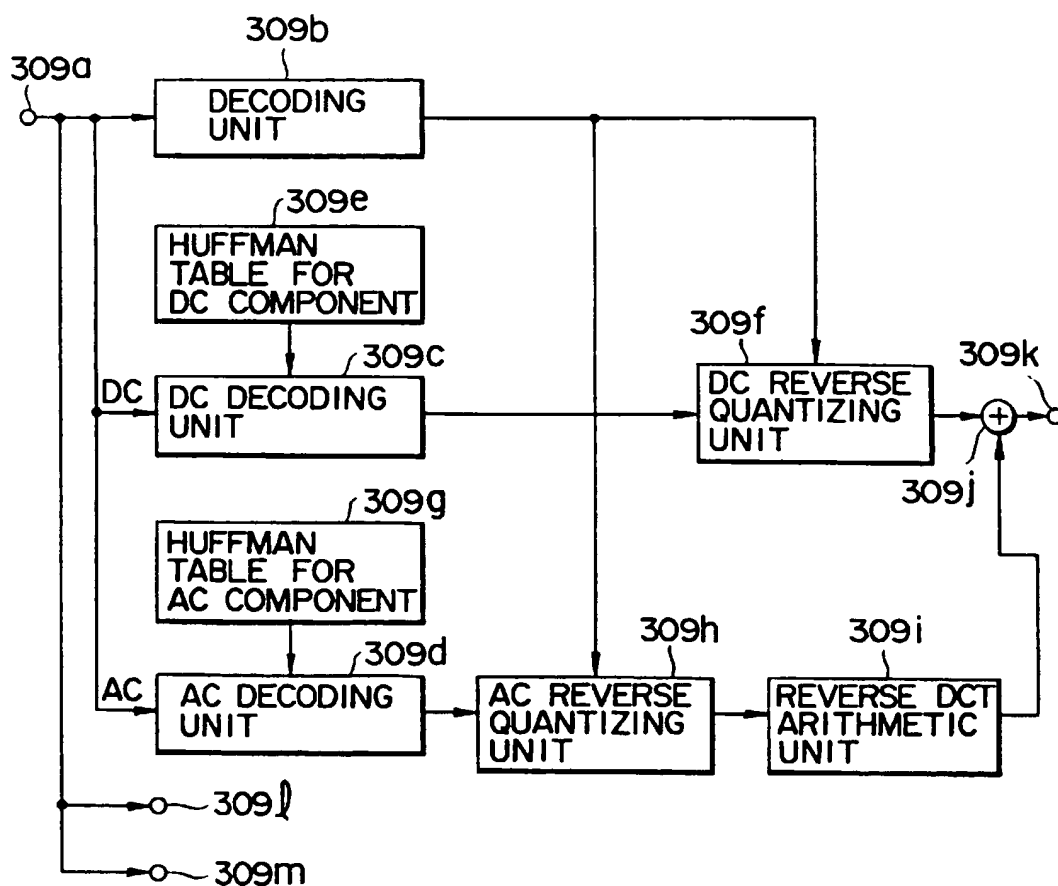 309a
309b
DECODING
UNIT
309e
HUFFMAN
TABLE FOR
DC COMPONENT
309c
DC
DC DECODING
UNIT
309f
DC REVERSE
QUANTIZING
UNIT
309k
+
309j
309g
HUFFMAN
TABLE FOR
AC COMPONENT
309d
AC
AC DECODING
UNIT
309h
AC REVERSE
QUANTIZING
UNIT
309i
REVERSE DCT
ARITHMETIC
UNIT
309l
309m